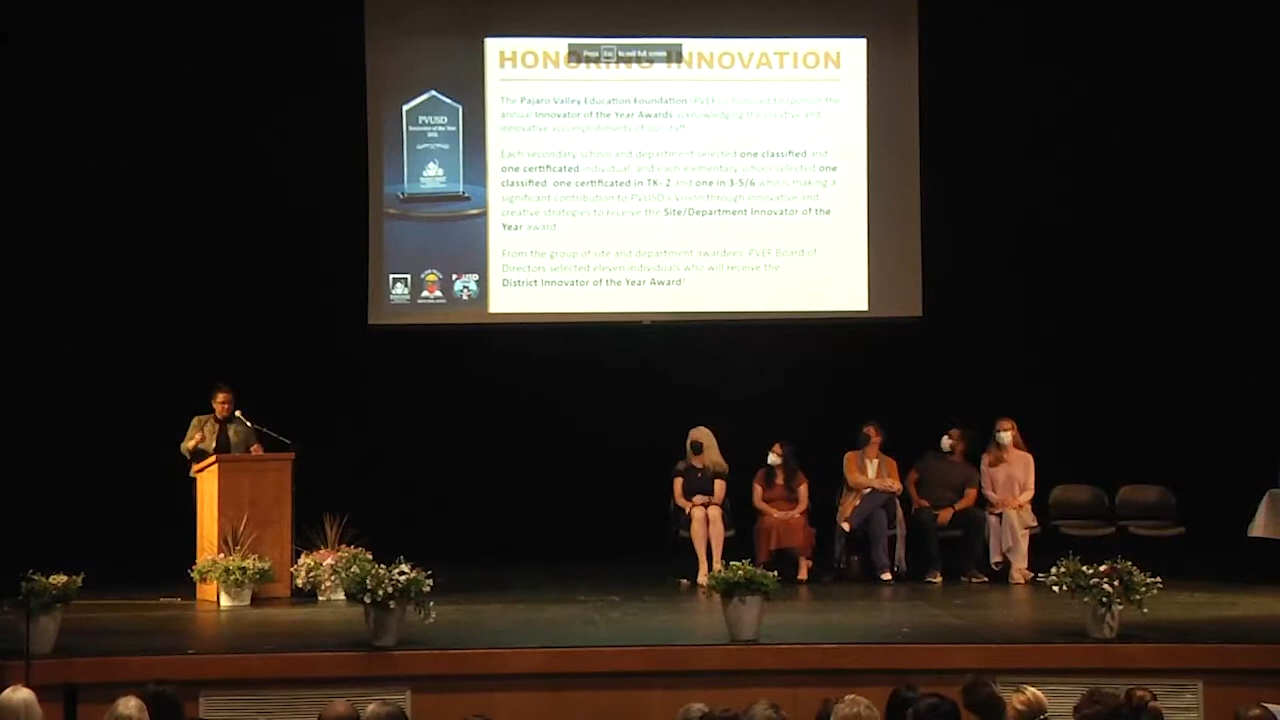 HONORING INNOVATION
Press Esc to exit full screen
The Pajaro Valley Education Foundation (PVEF) is honored to sponsor the
annual Innovator of the Year Awards acknowledging the creative and
innovative accomplishments of our staff.
Each secondary school and department selected one classified and
one certificated individual, and each elementary school selected one
classified, one certificated in TK- 2 and one in 3-5/6 who is making a
significant contribution to PVUSD's vision through innovative and
creative strategies to receive the Site/Department Innovator of the
Year award.
From the group of site and department awardees, PVEF Board of
Directors selected eleven individuals who will receive the
District Innovator of the Year Award!
PVUSD
Innovator of the Year
PVUSD